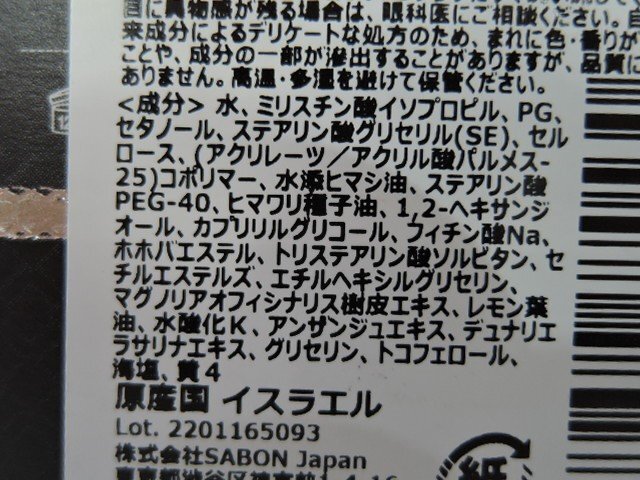 に異物感が残る場合は、眼科医にご相談ください。
来成分によるデリケートな処方のため、まれに色・香りが
ことや、成分の一部が滲出することがありますが、品質に
ありません。高温・多湿を避けて保管ください。
<成分> 水、ミリスチン酸イソプロピル、PG、
セタノール、ステアリン酸グリセリル(SE)、セル
ロース、(アクリレーツ／アクリル酸パルメス-
25)コポリマー、水添ヒマシ油、ステアリン酸
PEG-40、ヒマワリ種子油、1,2-ヘキサンジ
オール、カプリリルグリコール、フィチン酸Na、
ホホバエステル、トリステアリン酸ソルビタン、セ
チルエステルズ、エチルヘキシルグリセリン、
マグノリアオフィシナリス樹皮エキス、レモン葉
油、水酸化K、アンザンジュエキス、デュナリエ
ラサリナエキス、グリセリン、トコフェロール、
海塩、黄4
原産国 イスラエル
Lot. 2201165093
株式会社SABON Japan
東京都渋谷区神宮前1-4-16
紙